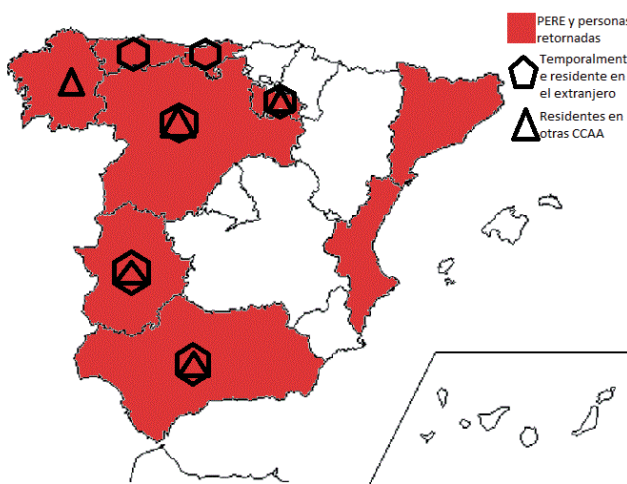 PERE y personas
retornadas
Temporalment
e residente en
el extranjero
Residentes en
otras CCAA